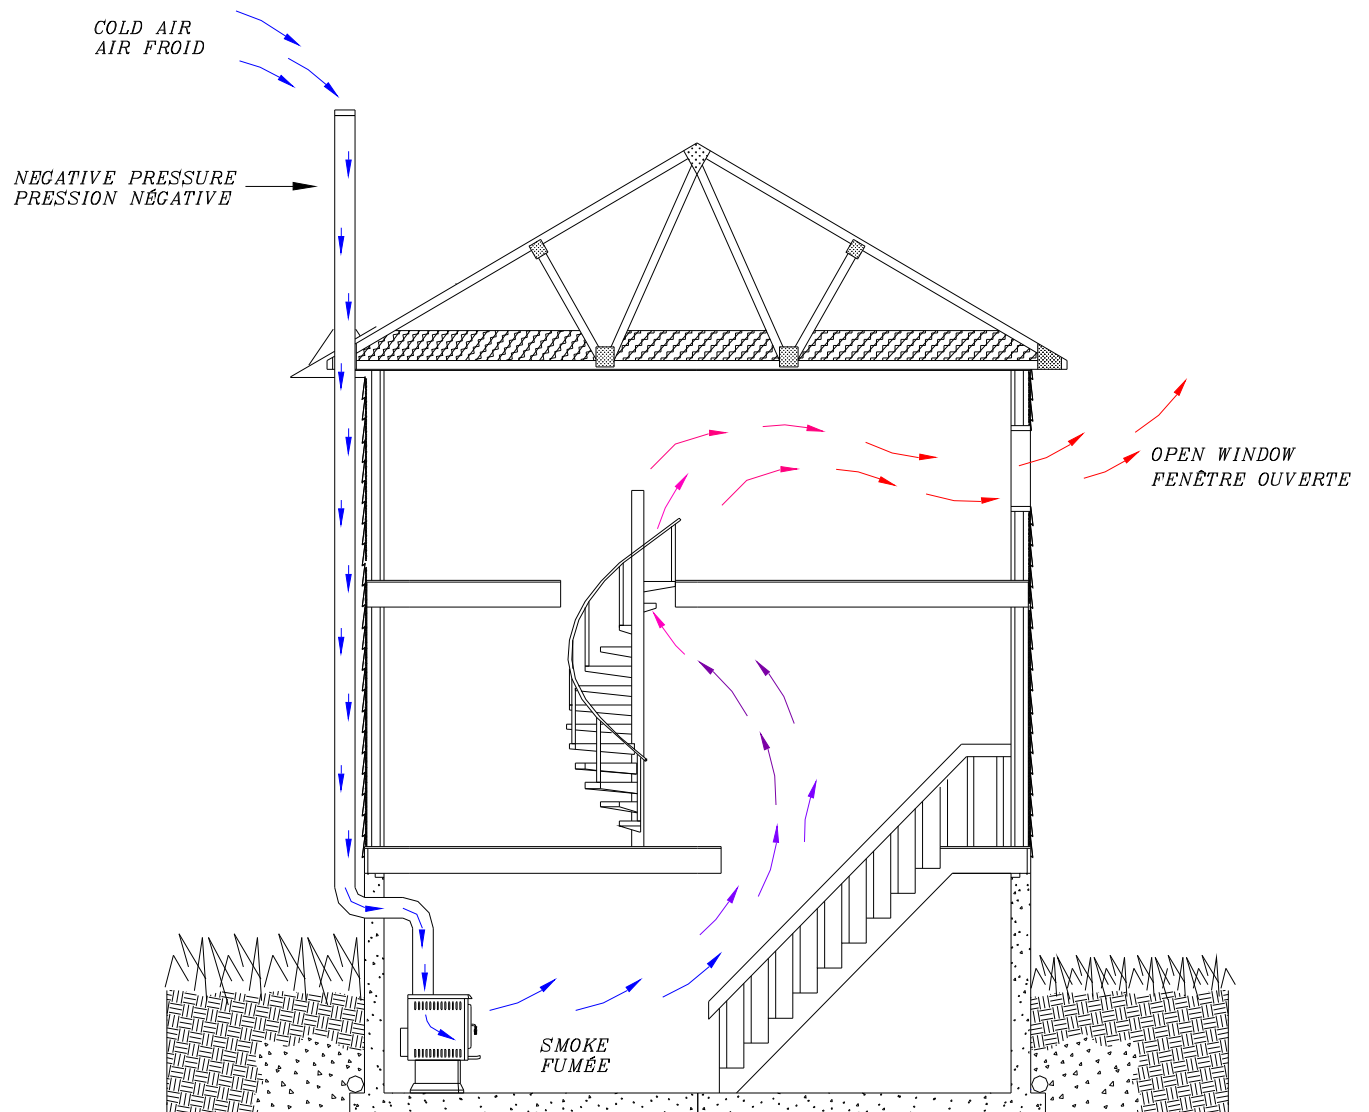 COLD AIR
AIR FROID
NEGATIVE PRESSURE
PRESSION NÉGATIVE
OPEN WINDOW
FENÊTRE OUVERTE
SMOKE
FUMÉE